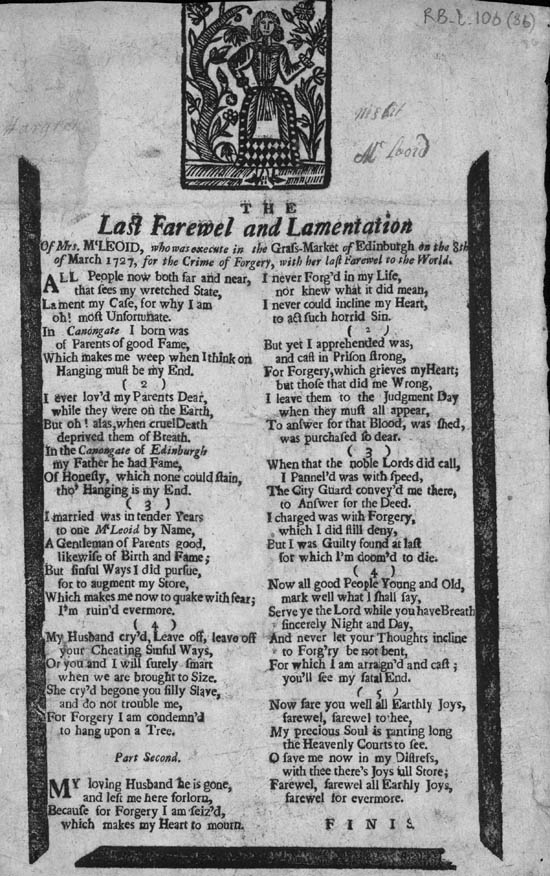 RB.l.106(86)
Margret
Nisbet
Mc Leoid
THE
Last Farewel and Lamentation
Of Mrs. McLEOID, who was execute in the Grass-Market of Edinburgh on the 8th
of March 1727, for the Crime of Forgery, with her last Farewel to the World.
ALL People now both far and near,
that sees my wretched State,
Lament my Case, for why I am
oh! most Unfortunate.
In Canongate I born was
of Parents of good Fame,
Which makes me weep when I think on
Hanging must be my End.
( 2 )
I ever lov'd my Parents Dear,
while they were on the Earth,
But oh! alas, when cruel Death
deprived them of Breath.
In the Canongate of Edinburgh
my Father he had Fame,
Of Honesty, which none could stain,
tho' Hanging is my End.
( 3 )
I married was in tender Years
to one McLeoid by Name,
A Gentleman of Parents good,
likewise of Birth and Fame;
But sinful Ways I did pursue,
for to augment my Store,
Which makes me now to quake with fear;
I'm ruin'd evermore.
( 4 )
My Husband cry'd, Leave off, leave off
your Cheating Sinful Ways,
Or you and I will surely smart
when we are brought to Size.
She cry'd begone you silly Slave,
and do not trouble me,
For Forgery I am condemn'd
to hang upon a Tree.
Part Second.
MY loving Husband he is gone,
and left me here forlorn,
Because for Forgery I am seiz'd,
which makes my Heart to mourn.
I never Forg'd in my Life,
nor knew what it did mean,
I never could incline my Heart,
to act such horrid Sin.
( 2 )
But yet I apprehended was,
and cast in Prison strong,
For Forgery, which grieves my Heart;
but those that did me Wrong,
I leave them to the Judgment Day
when they must all appear,
To answer for that Blood, was shed,
was purchased so dear.
( 3 )
When that the noble Lords did call,
I Pannel'd was with speed,
The City Guard convey'd me there,
to Answer for the Deed.
I charged was with Forgery,
which I did still deny,
But I was Guilty found at last
for which I'm doom'd to die.
( 4 )
Now all good People Young and Old,
mark well what I shall say,
Serve ye the Lord while you have Breath
sincerely Night and Day,
And never let your Thoughts incline
to Forg'ry be not bent,
For which I am arraign'd and cast;
you'll see my fatal End.
( 5 )
Now fare you well all Earthly Joys,
farewel, farewel to hee,
My precious Soul is panting long
the Heavenly Courts to see.
O save me now in my Distress,
with thee there's Joys till Store;
Farewel, farewel all Earhly Joys,
farewel for evermore.
FINIS.